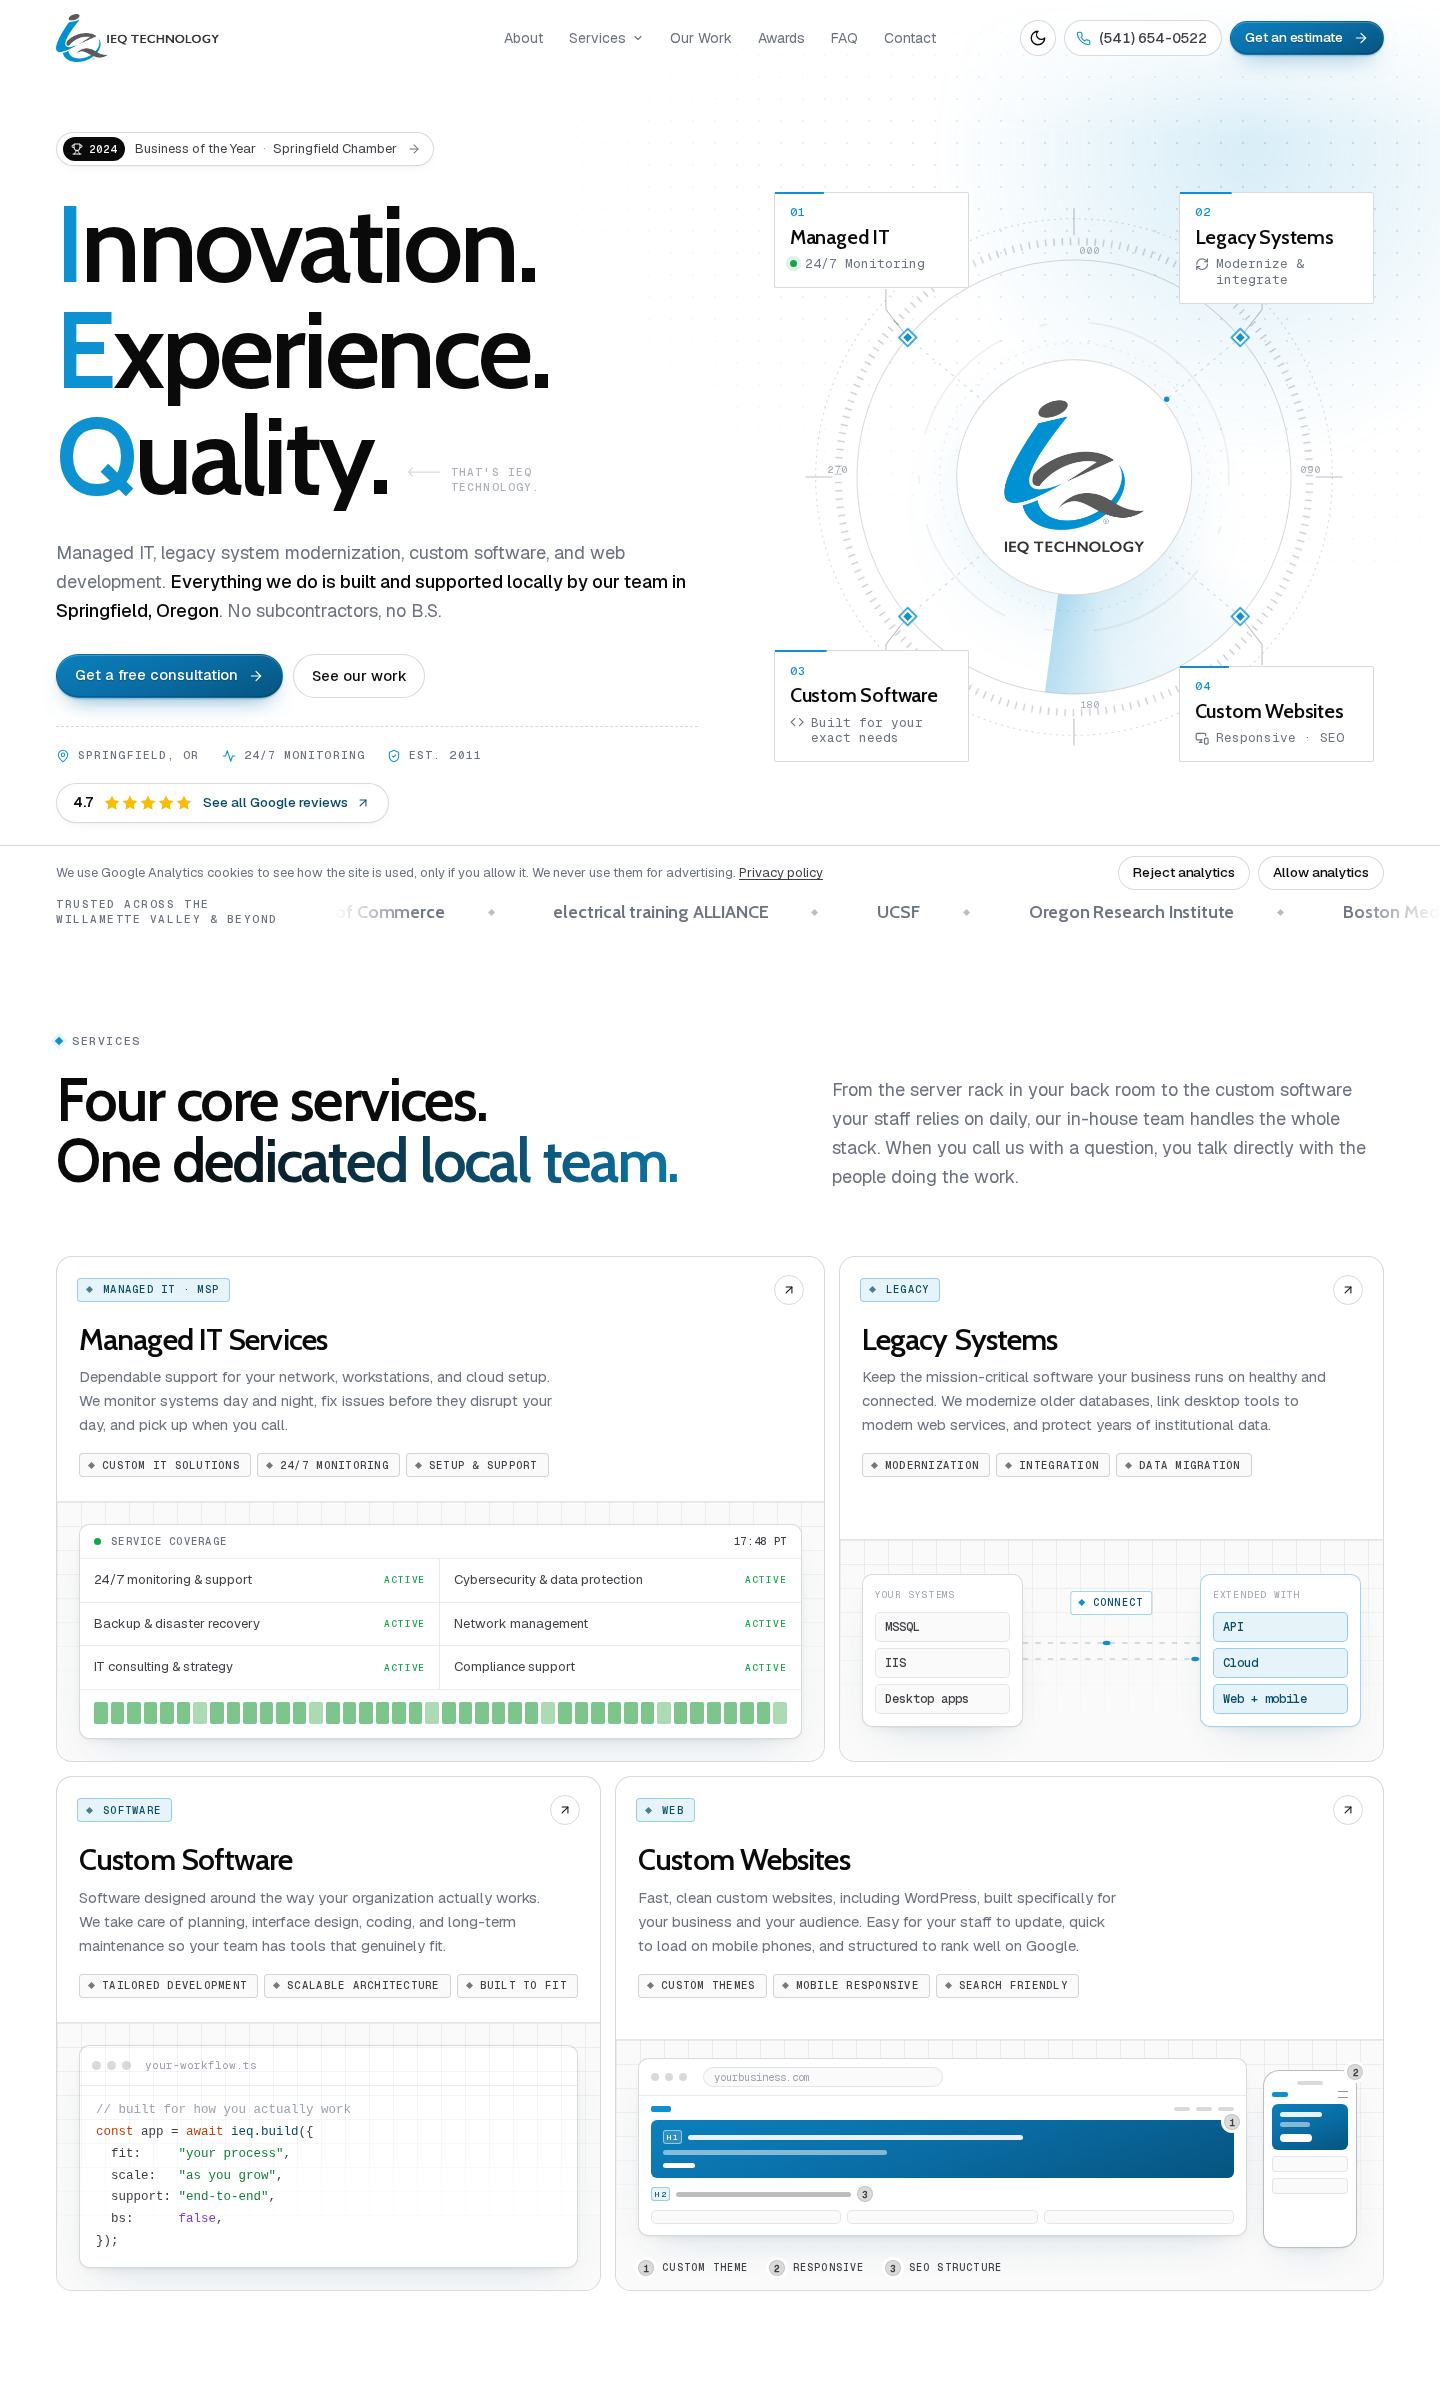 IEQ TECHNOLOGY
About
Services
Our Work
Awards
FAQ
Contact
(541) 654-0522
Get an estimate
2024
Business of the Year · Springfield Chamber
Innovation.
Experience.
Quality.
THAT'S IEQ
TECHNOLOGY.
Managed IT, legacy system modernization, custom software, and web
development. Everything we do is built and supported locally by our team in
Springfield, Oregon. No subcontractors, no B.S.
Get a free consultation
See our work
SPRINGFIELD, OR
24/7 MONITORING
EST. 2011
4.7
See all Google reviews
01
Managed IT
24/7 Monitoring
02
Legacy Systems
Modernize &
integrate
000
270
090
180
IEQ TECHNOLOGY
®
03
Custom Software
Built for your
exact needs
04
Custom Websites
Responsive · SEO
We use Google Analytics cookies to see how the site is used, only if you allow it. We never use them for advertising. Privacy policy
Reject analytics
Allow analytics
TRUSTED ACROSS THE
WILLAMETTE VALLEY & BEYOND
of Commerce
electrical training ALLIANCE
UCSF
Oregon Research Institute
Boston Med
SERVICES
Four core services.
One dedicated local team.
From the server rack in your back room to the custom software
your staff relies on daily, our in-house team handles the whole
stack. When you call us with a question, you talk directly with the
people doing the work.
MANAGED IT · MSP
Managed IT Services
Dependable support for your network, workstations, and cloud setup.
We monitor systems day and night, fix issues before they disrupt your
day, and pick up when you call.
CUSTOM IT SOLUTIONS
24/7 MONITORING
SETUP & SUPPORT
SERVICE COVERAGE
17:48 PT
24/7 monitoring & support
ACTIVE
Cybersecurity & data protection
ACTIVE
Backup & disaster recovery
ACTIVE
Network management
ACTIVE
IT consulting & strategy
ACTIVE
Compliance support
ACTIVE
LEGACY
Legacy Systems
Keep the mission-critical software your business runs on healthy and
connected. We modernize older databases, link desktop tools to
modern web services, and protect years of institutional data.
MODERNIZATION
INTEGRATION
DATA MIGRATION
YOUR SYSTEMS
MSSQL
IIS
Desktop apps
CONNECT
EXTENDED WITH
API
Cloud
Web + mobile
SOFTWARE
Custom Software
Software designed around the way your organization actually works.
We take care of planning, interface design, coding, and long-term
maintenance so your team has tools that genuinely fit.
TAILORED DEVELOPMENT
SCALABLE ARCHITECTURE
BUILT TO FIT
your-workflow.ts
// built for how you actually work
const app = await ieq.build({
fit: "your process",
scale: "as you grow",
support: "end-to-end",
bs: false,
});
WEB
Custom Websites
Fast, clean custom websites, including WordPress, built specifically for
your business and your audience. Easy for your staff to update, quick
to load on mobile phones, and structured to rank well on Google.
CUSTOM THEMES
MOBILE RESPONSIVE
SEARCH FRIENDLY
yourbusiness.com
H1
1
H2
3
2
1 CUSTOM THEME
2 RESPONSIVE
3 SEO STRUCTURE